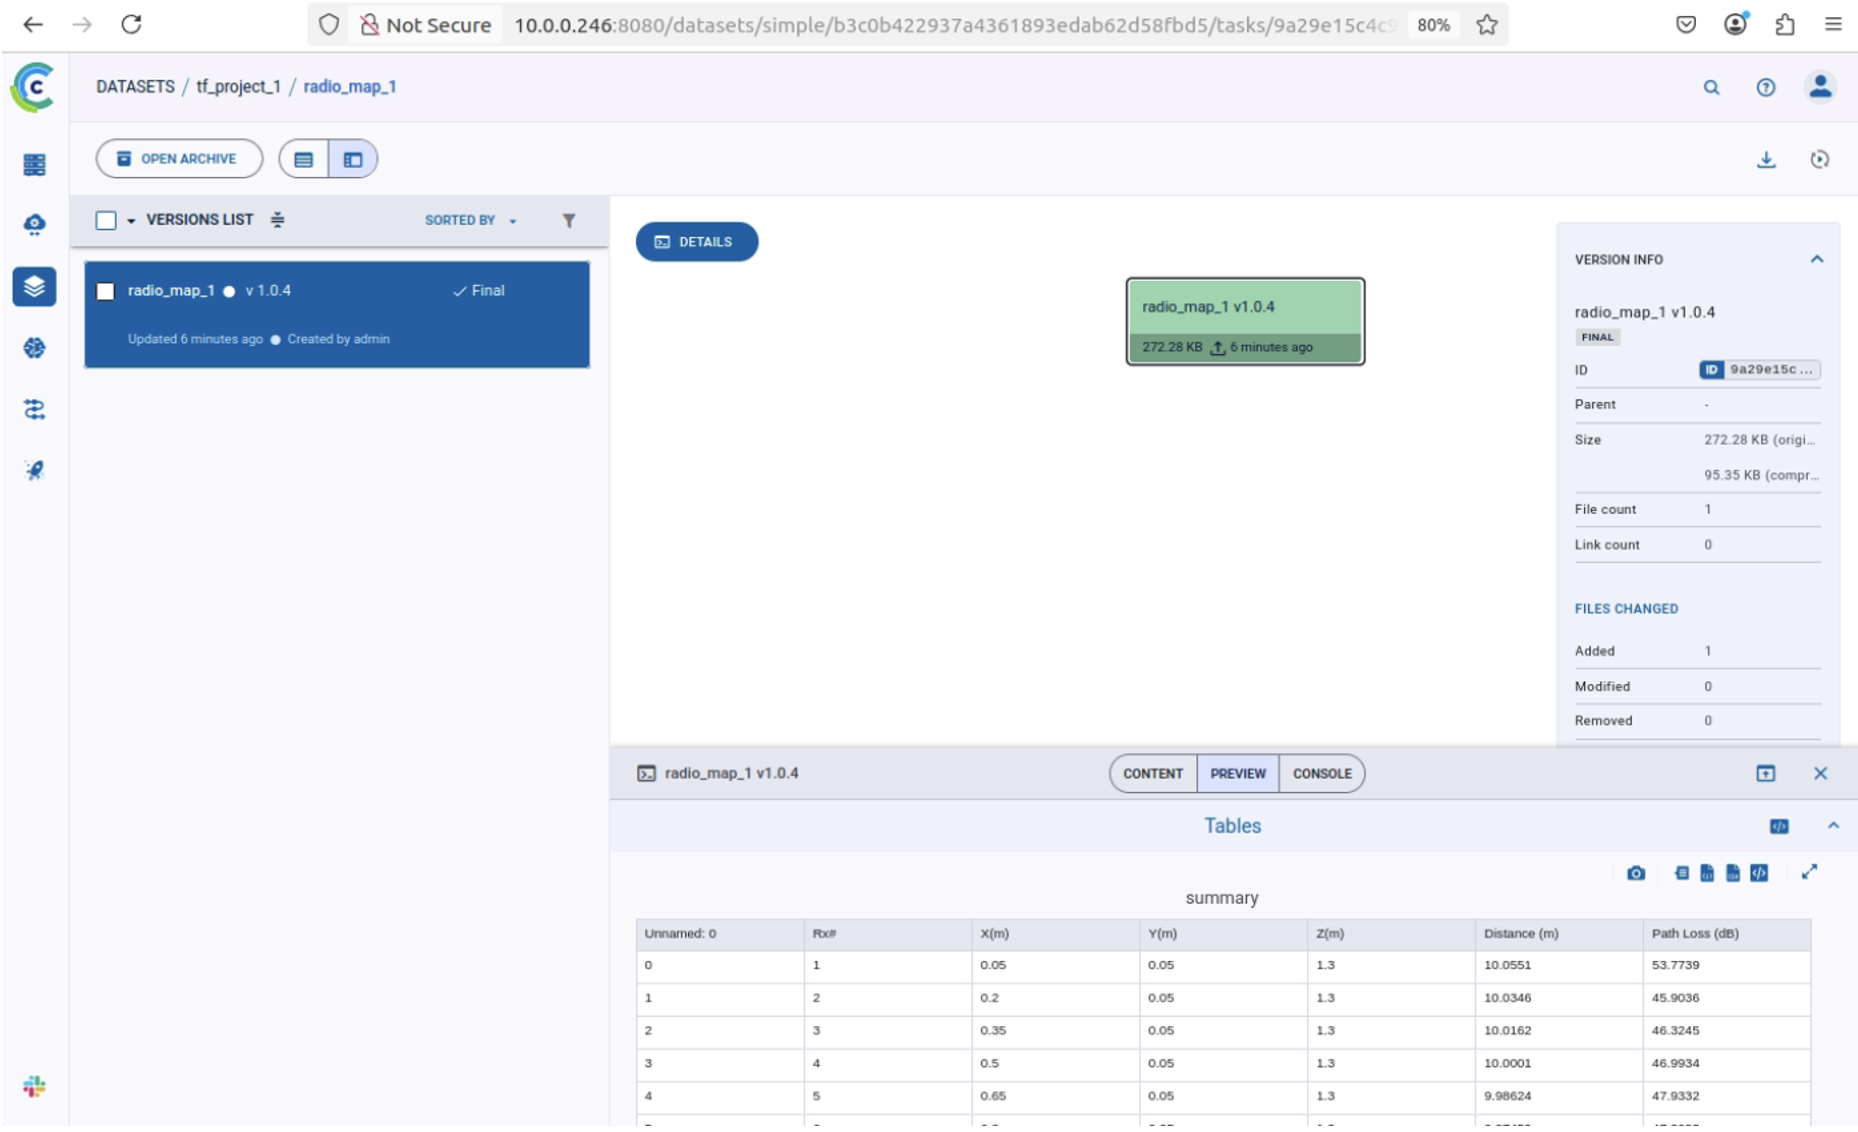 Not Secure 10.0.0.246:8080/datasets/simple/b3c0b422937a4361893edab62d58fbd5/tasks/9a29e15c4c9 80%
DATASETS / tf_project_1 / radio_map_1
OPEN ARCHIVE
VERSIONS LIST SORTED BY
radio_map_1 v 1.0.4 Final
Updated 6 minutes ago Created by admin
DETAILS
radio_map_1 v1.0.4
272.28 KB 6 minutes ago
VERSION INFO
radio_map_1 v1.0.4
FINAL
ID ID 9a29e15c ...
Parent -
Size 272.28 KB (origi...
95.35 KB (compr...
File count 1
Link count 0
FILES CHANGED
Added 1
Modified 0
Removed 0
radio_map_1 v1.0.4 CONTENT PREVIEW CONSOLE
Tables
summary
Unnamed: 0 Rx# X(m) Y(m) Z(m) Distance (m) Path Loss (dB)
0 1 0.05 0.05 1.3 10.0551 53.7739
1 2 0.2 0.05 1.3 10.0346 45.9036
2 3 0.35 0.05 1.3 10.0162 46.3245
3 4 0.5 0.05 1.3 10.0001 46.9934
4 5 0.65 0.05 1.3 9.98624 47.9332